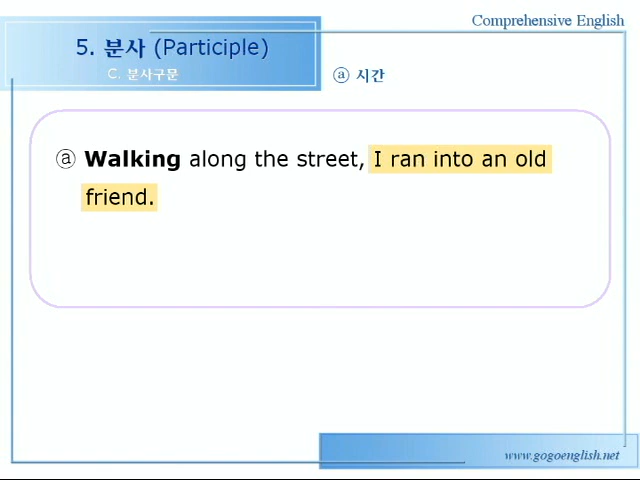 Comprehensive English
5. 분사 (Participle)
C. 분사구문
ⓐ 시간
ⓐ Walking along the street, I ran into an old
friend.
www.gogoenglish.net